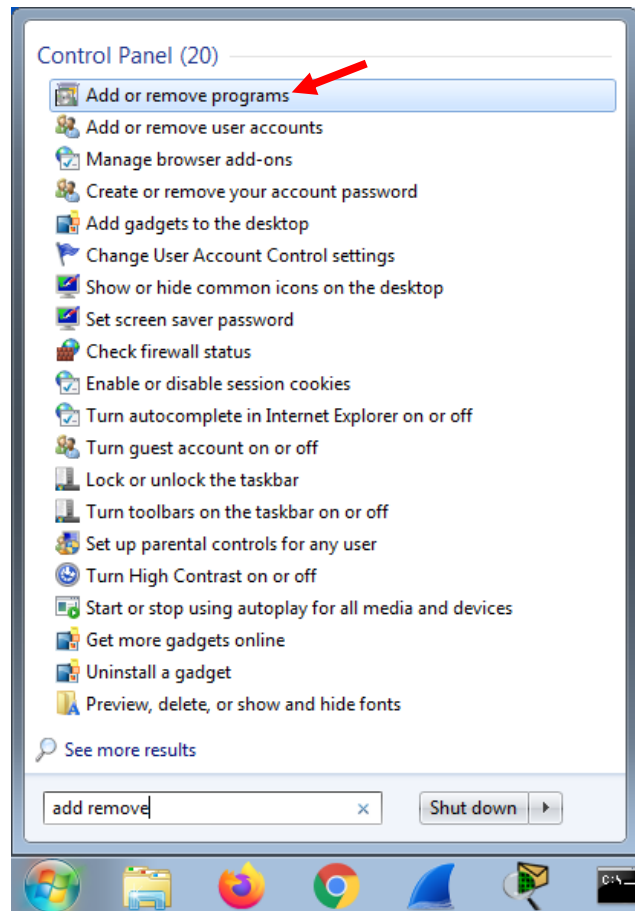 Control Panel (20)
Add or remove programs
Add or remove user accounts
Manage browser add-ons
Create or remove your account password
Add gadgets to the desktop
Change User Account Control settings
Show or hide common icons on the desktop
Set screen saver password
Check firewall status
Enable or disable session cookies
Turn autocomplete in Internet Explorer on or off
Turn guest account on or off
Lock or unlock the taskbar
Turn toolbars on the taskbar on or off
Set up parental controls for any user
Turn High Contrast on or off
Start or stop using autoplay for all media and devices
Get more gadgets online
Uninstall a gadget
Preview, delete, or show and hide fonts
See more results
add remove Shut down
C:\